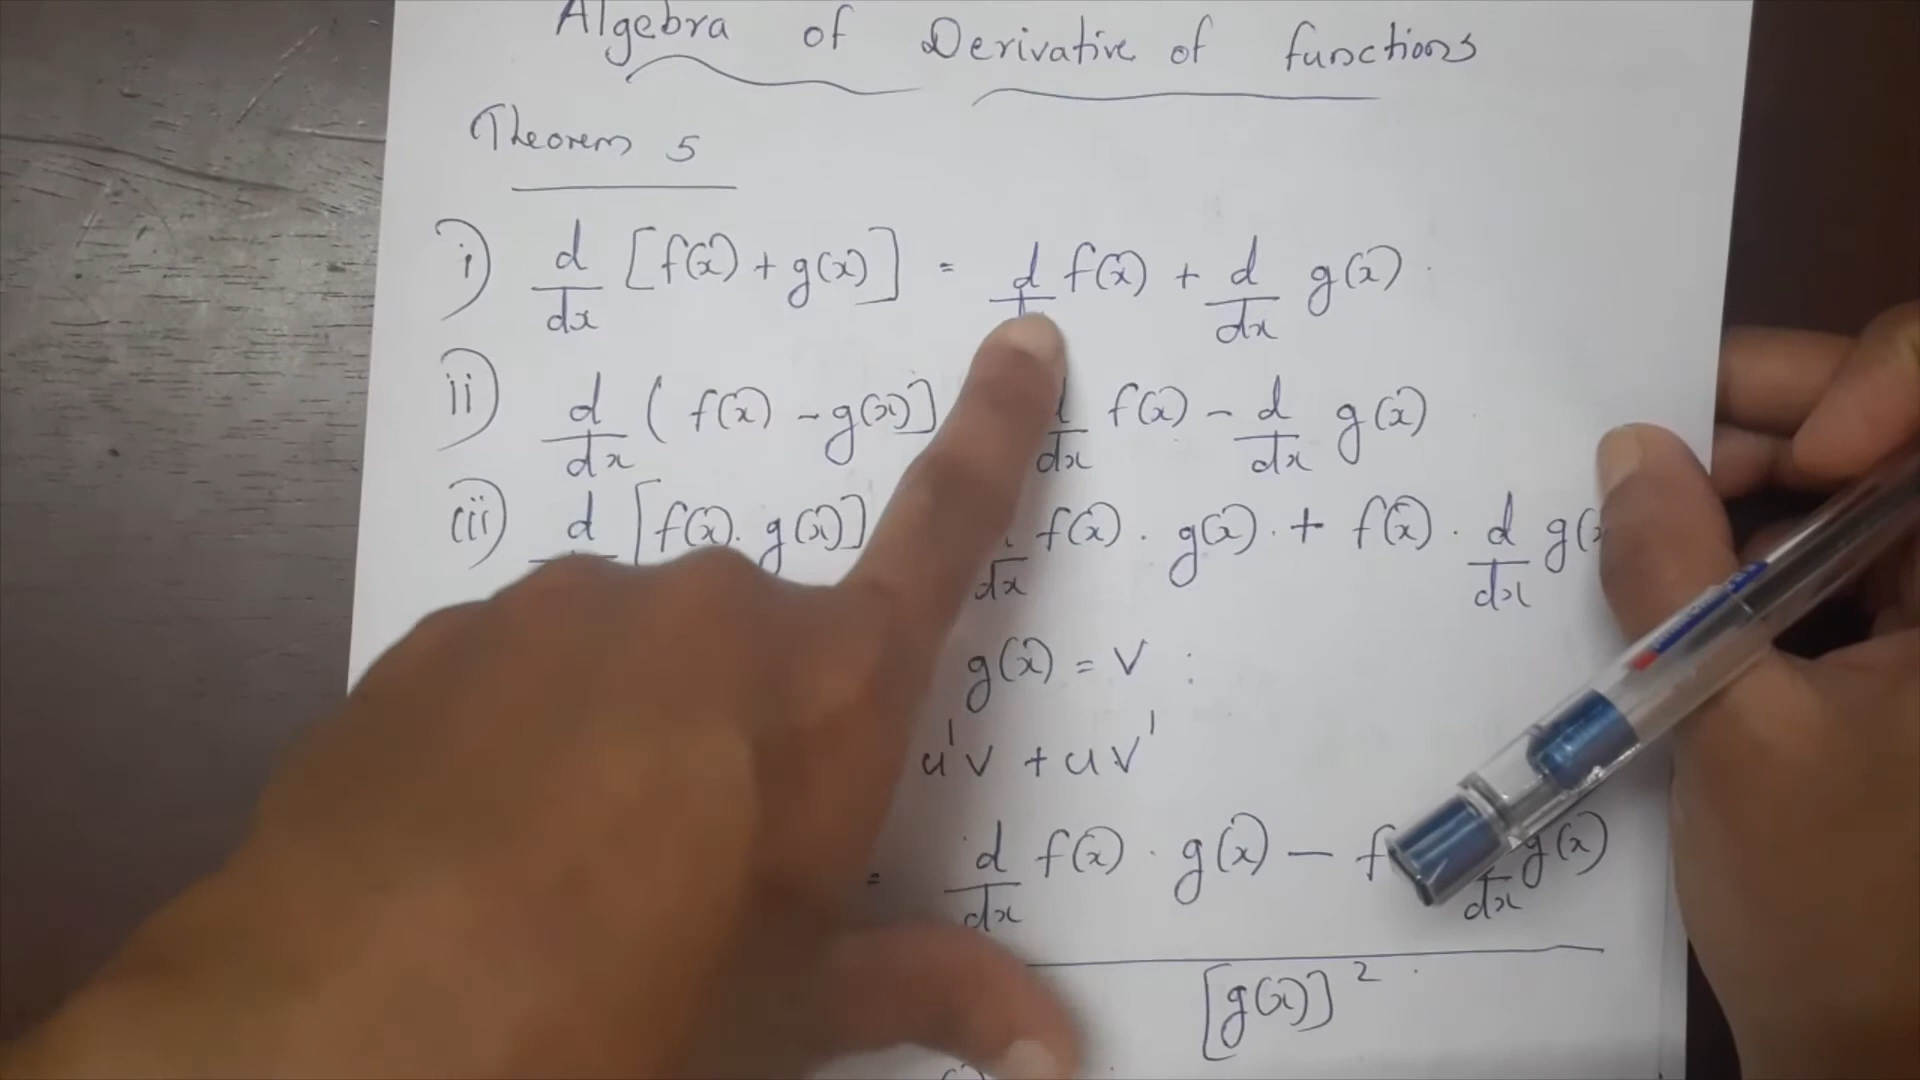 Algebra of Derivative of functions
Theorem 5
i) d/dx [f(x) + g(x)] = d f(x) + d/dx g(x)
ii) d/dx ( f(x) - g(x)] d/dx f(x) - d/dx g(x)
(iii) d [f(x). g(x)] dx f(x) . g(x) . + f(x) . d/dx g(x
g(x) = v :
u'v + uv'
= d/dx f(x) . g(x) — f dx g(x)
[g(x)]²